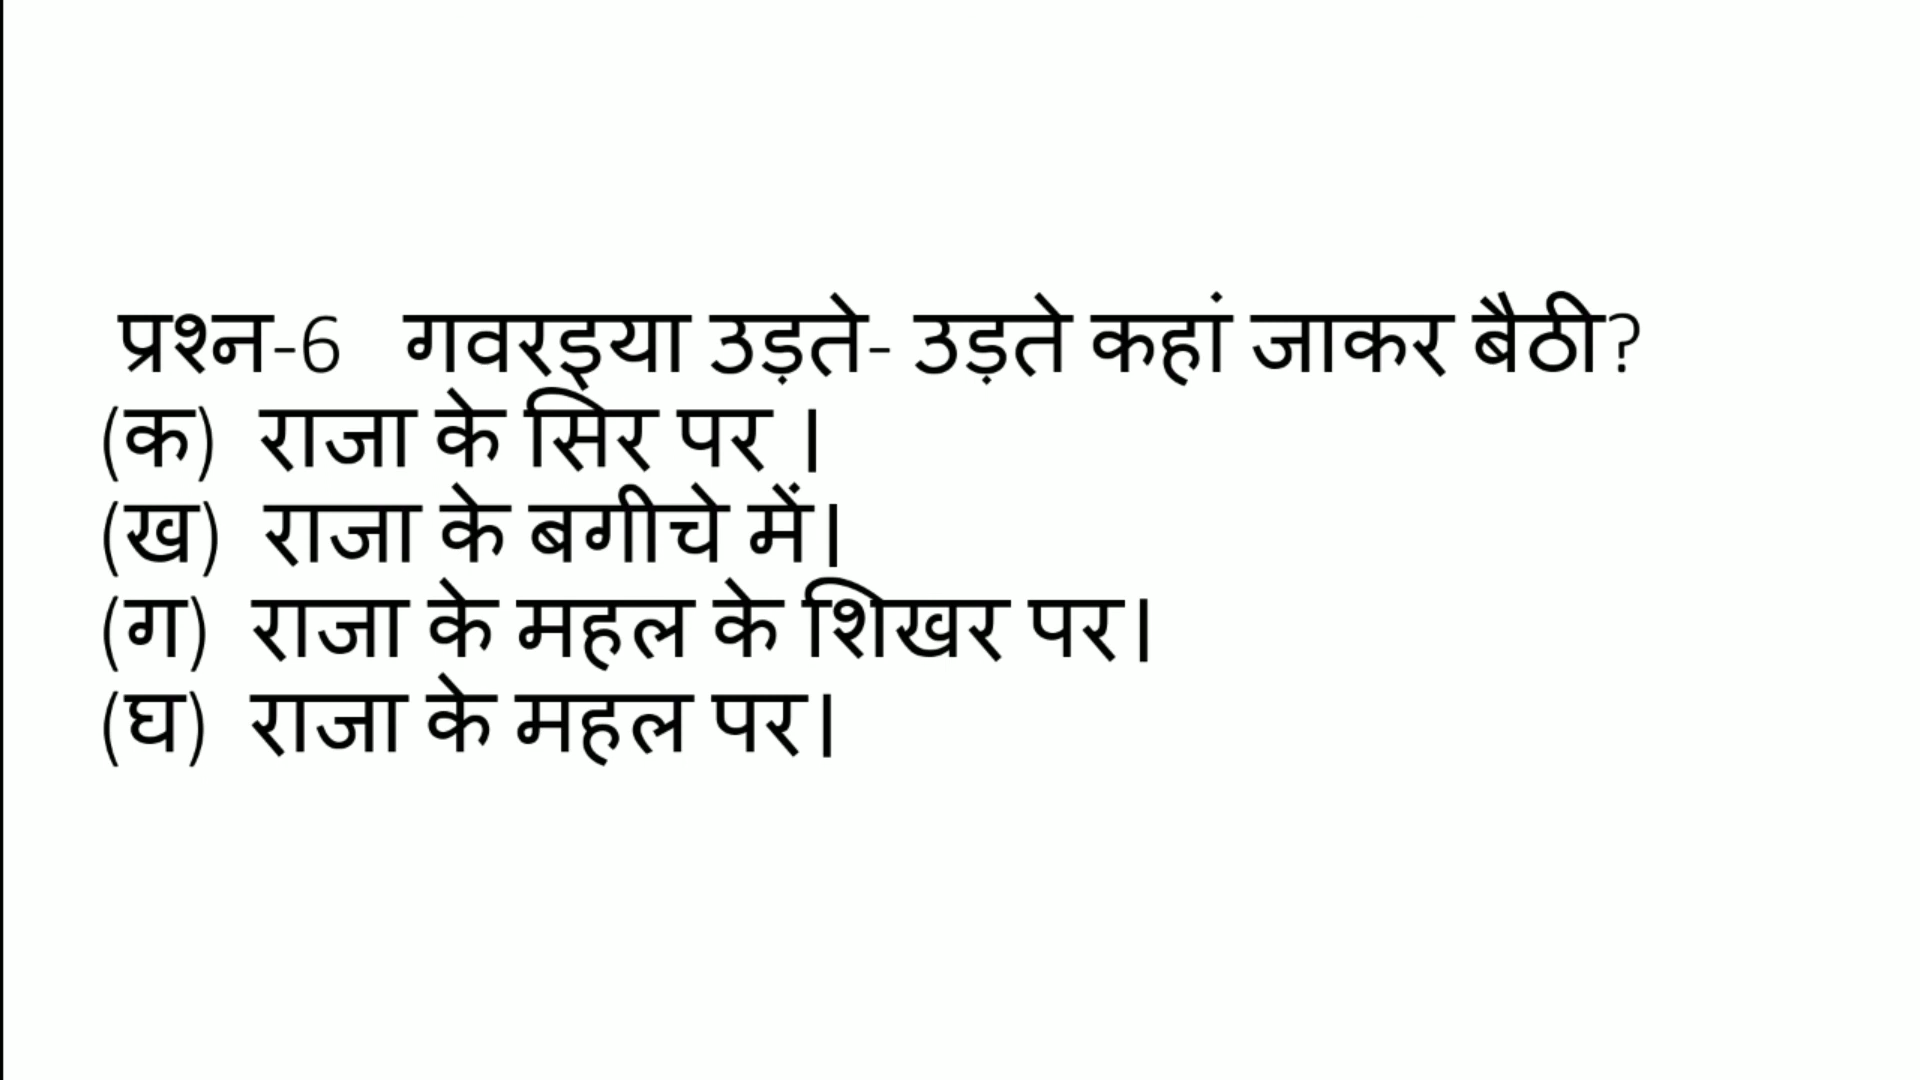 प्रश्न-6 गवरइया उड़ते- उड़ते कहां जाकर बैठी?
(क) राजा के सिर पर ।
(ख) राजा के बगीचे में।
(ग) राजा के महल के शिखर पर।
(घ) राजा के महल पर।